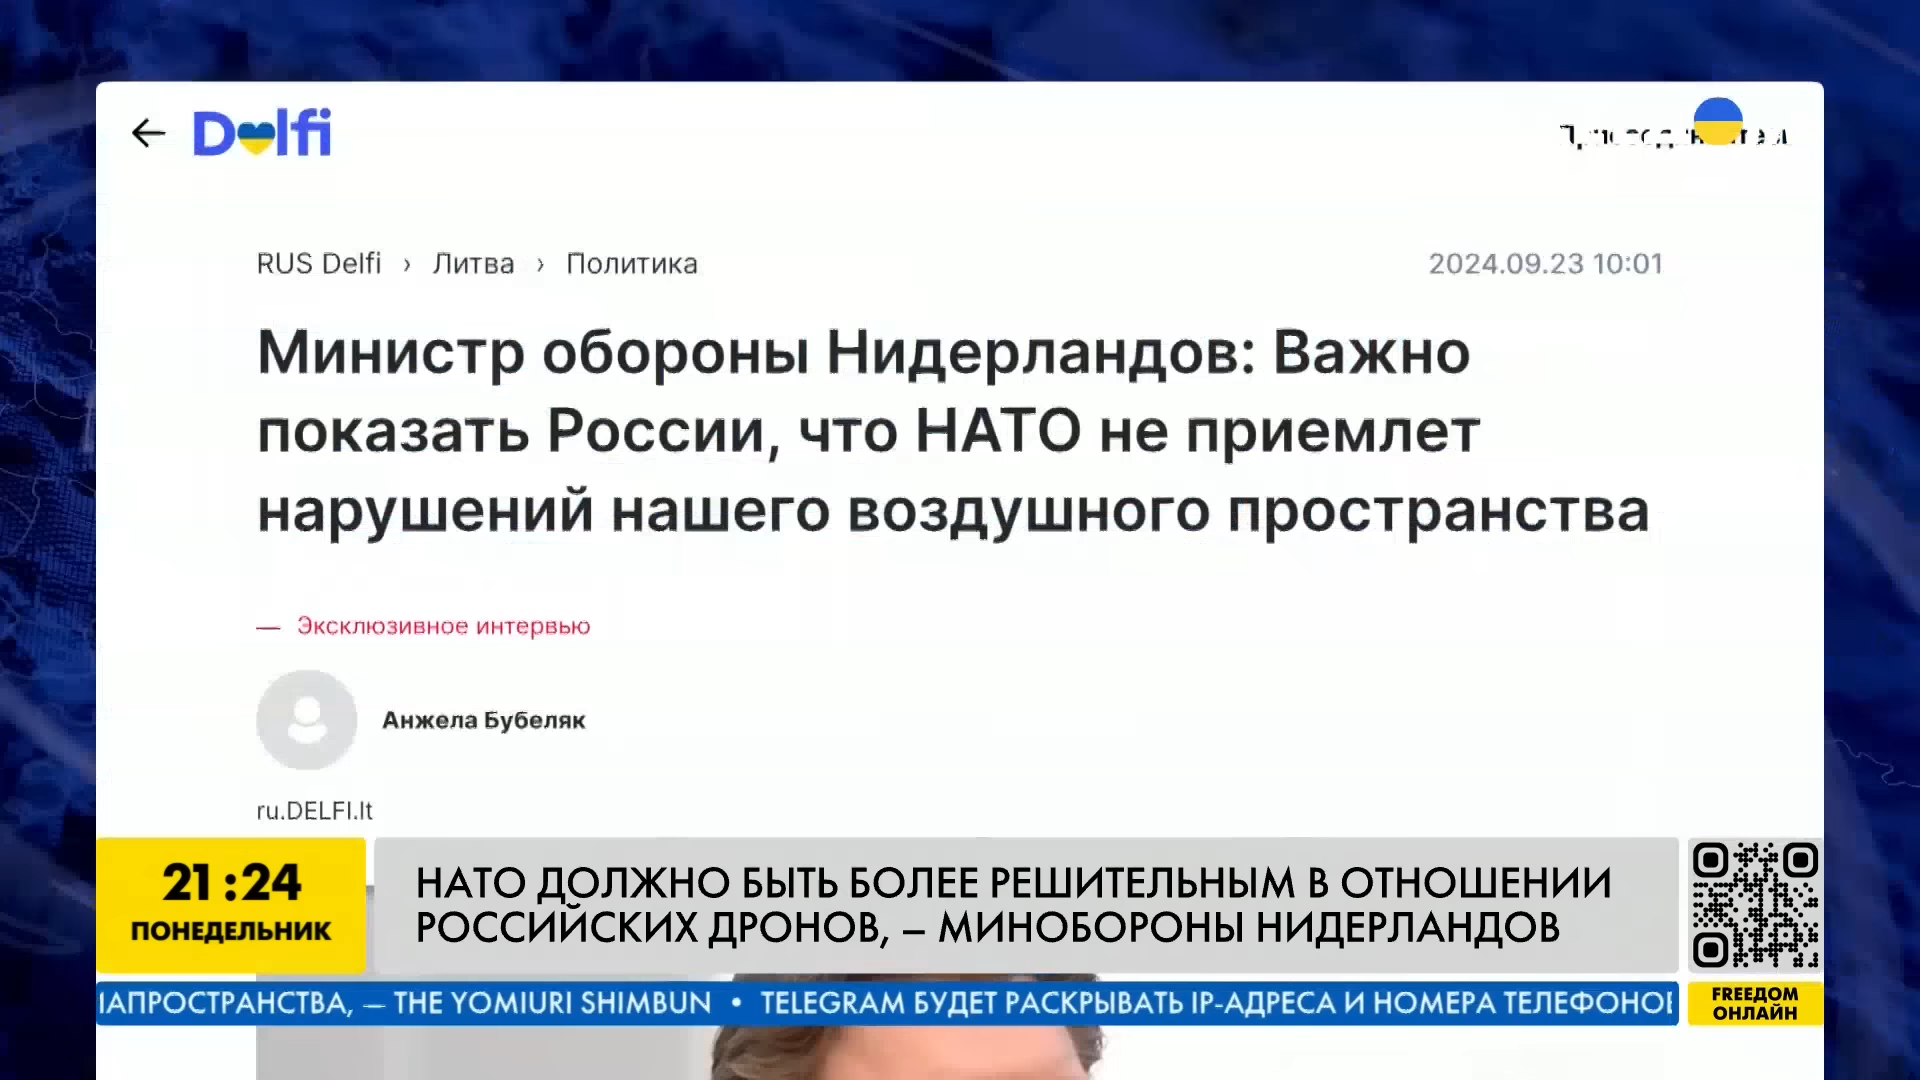 Delfi
RUS Delfi › Литва › Политика
2024.09.23 10:01
Министр обороны Нидерландов: Важно
показать России, что НАТО не приемлет
нарушений нашего воздушного пространства
— Эксклюзивное интервью
Анжела Бубеляк
ru.DELFI.lt
21:24
ПОНЕДЕЛЬНИК
НАТО ДОЛЖНО БЫТЬ БОЛЕЕ РЕШИТЕЛЬНЫМ В ОТНОШЕНИИ
РОССИЙСКИХ ДРОНОВ, – МИНОБОРОНЫ НИДЕРЛАНДОВ
АПРОСТРАНСТВА, — THE YOMIURI SHIMBUN • TELEGRAM БУДЕТ РАСКРЫВАТЬ IP-АДРЕСА И НОМЕРА ТЕЛЕФОНОВ
FREEДОМ
ОНЛАЙН